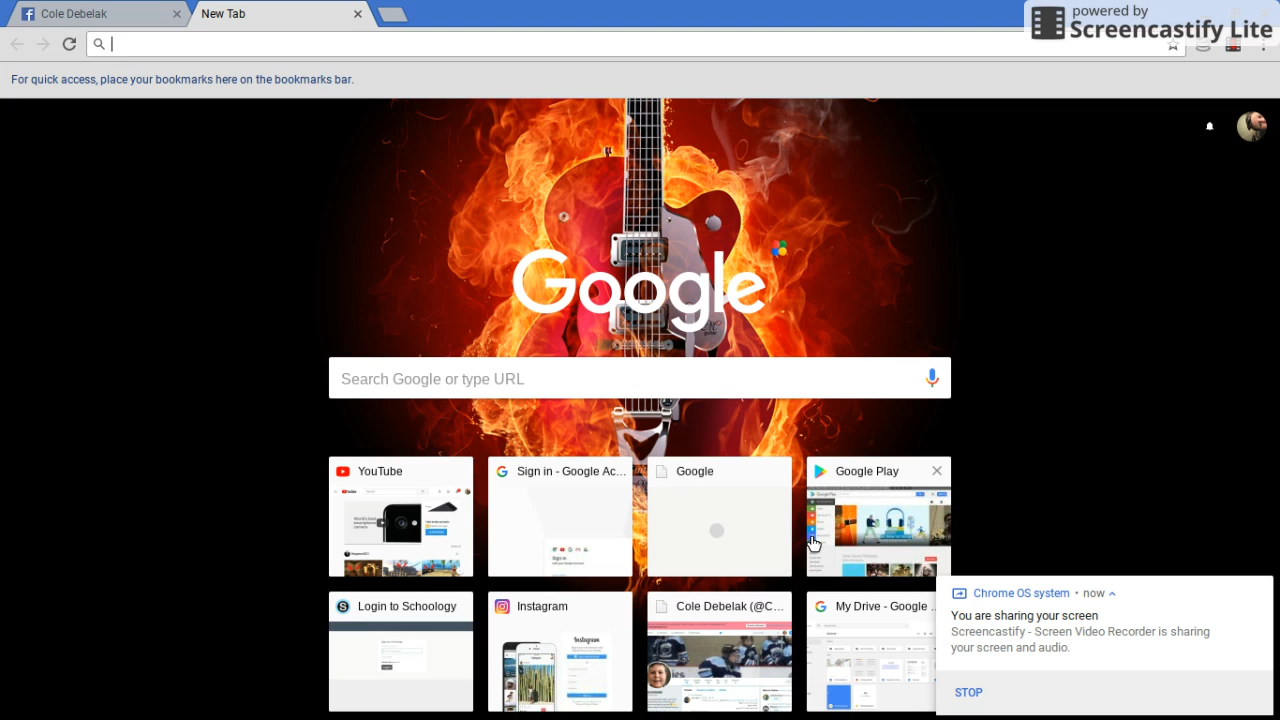 Cole Debelak
New Tab
powered by
Screencastify Lite
For quick access, place your bookmarks here on the bookmarks bar.
Google
Search Google or type URL
YouTube
Sign in - Google Ac...
Google
Google Play
Login to Schoology
Instagram
Cole Debelak (@C...
My Drive - Google ...
Sign in
Instagram
Chrome OS system • now
You are sharing your screen
Screencastify - Screen Video Recorder is sharing
your screen and audio.
STOP